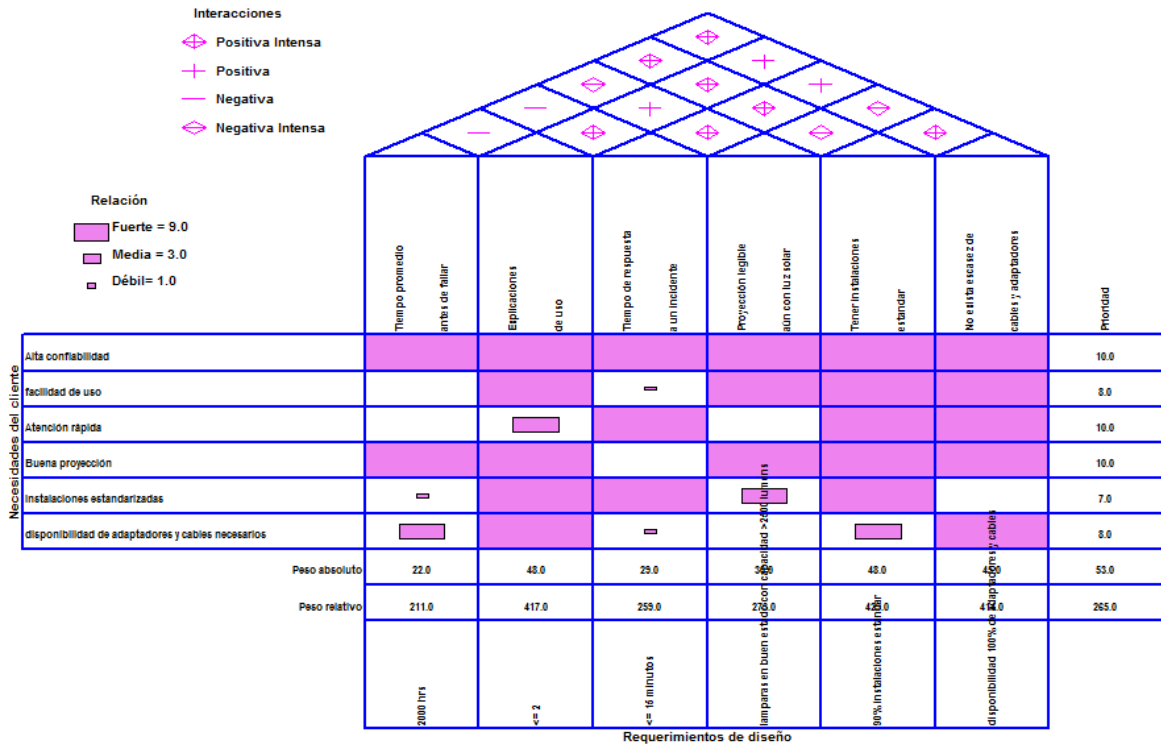 Interacciones
Positiva Intensa
Positiva
Negativa
Negativa Intensa
Relación
Fuerte = 9.0
Media = 3.0
Débil= 1.0
Tiempo promedio
antes de fallar
Explicaciones
de uso
Tiempo de respuesta
a un incidente
Proyección legible
aún con luz solar
Tener instalaciones
estandar
No exista escasez de
cables y adaptadores
Prioridad
Necesidades del cliente
Alta confiabilidad 10.0
facilidad de uso 8.0
Atención rápida 10.0
Buena proyección 10.0
Instalaciones estandarizadas 7.0
disponibilidad de adaptadores y cables necesarios 8.0
Peso absoluto 22.0 48.0 29.0 48.0 53.0
Peso relativo 211.0 417.0 259.0 265.0
2000 hrs
<= 2
<= 15 minutos
lamparas en buen estado con capacidad lumens
90% instalaciones estandar
disponibilidad 100% de adaptadores y cables
Requerimientos de diseño